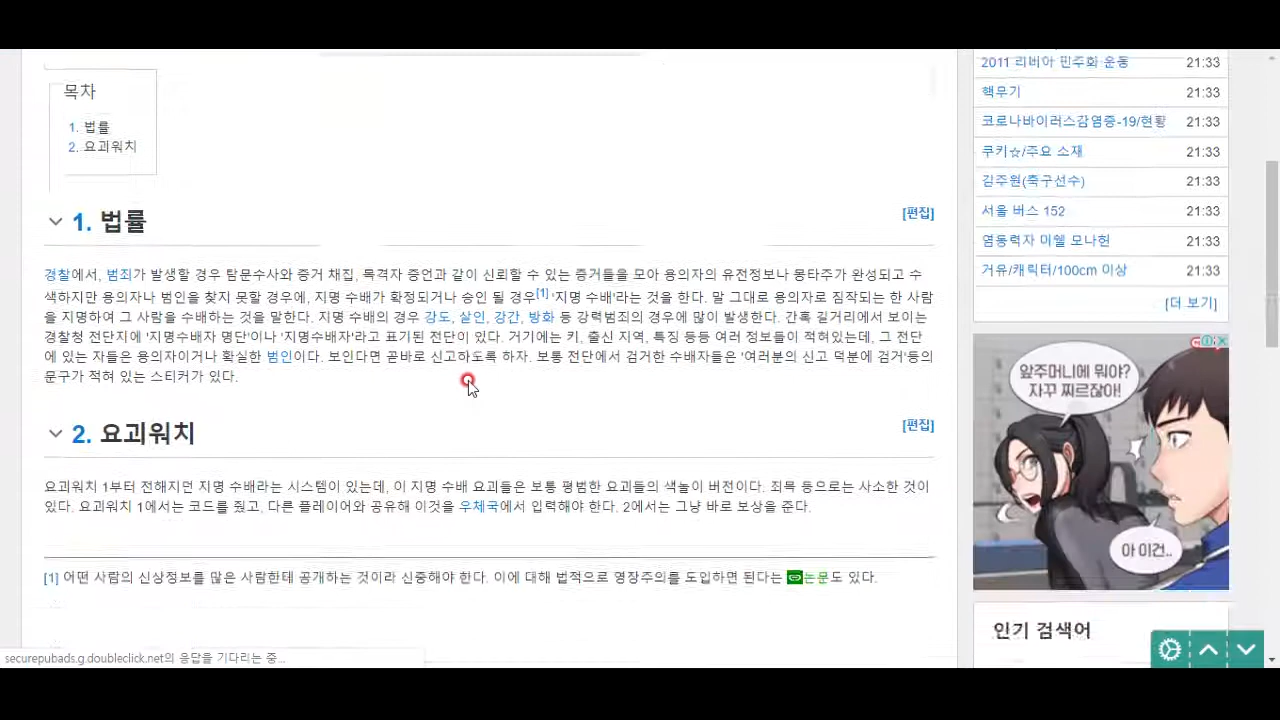 목차
1. 법률
2. 요괴워치
1. 법률
[편집]
경찰에서, 범죄가 발생할 경우 탐문수사와 증거 채집, 목격자 증언과 같이 신뢰할 수 있는 증거들을 모아 용의자의 유전정보나 몽타주가 완성되고 수
색하지만 용의자나 범인을 찾지 못할 경우에, 지명 수배가 확정되거나 승인 될 경우[1] '지명 수배'라는 것을 한다. 말 그대로 용의자로 짐작되는 한 사람
을 지명하여 그 사람을 수배하는 것을 말한다. 지명 수배의 경우 강도, 살인, 강간, 방화 등 강력범죄의 경우에 많이 발생한다. 간혹 길거리에서 보이는
경찰청 전단지에 '지명수배자 명단'이나 '지명수배자'라고 표기된 전단이 있다. 거기에는 키, 출신 지역, 특징 등등 여러 정보들이 적혀있는데, 그 전단
에 있는 자들은 용의자이거나 확실한 범인이다. 보인다면 곧바로 신고하도록 하자. 보통 전단에서 검거한 수배자들은 '여러분의 신고 덕분에 검거'등의
문구가 적혀 있는 스티커가 있다.
2. 요괴워치
[편집]
요괴워치 1부터 전해지던 지명 수배라는 시스템이 있는데, 이 지명 수배 요괴들은 보통 평범한 요괴들의 색놀이 버전이다. 죄목 등으로는 사소한 것이
있다. 요괴워치 1에서는 코드를 줬고, 다른 플레이어와 공유해 이것을 우체국에서 입력해야 한다. 2에서는 그냥 바로 보상을 준다.
[1] 어떤 사람의 신상정보를 많은 사람한테 공개하는 것이라 신중해야 한다. 이에 대해 법적으로 영장주의를 도입하면 된다는 논문도 있다.
securepubads.g.doubleclick.net의 응답을 기다리는 중...
2011 리비아 민주화 운동 21:33
핵무기 21:33
코로나바이러스감염증-19/현황 21:33
쿠키☆/주요 소재 21:33
김주원(축구선수) 21:33
서울 버스 152 21:33
염동력자 미쉘 모나헌 21:33
거유/캐릭터/100cm 이상 21:33
[더 보기]
앞주머니에 뭐야?
자꾸 찌르잖아!
아 이건..
인기 검색어